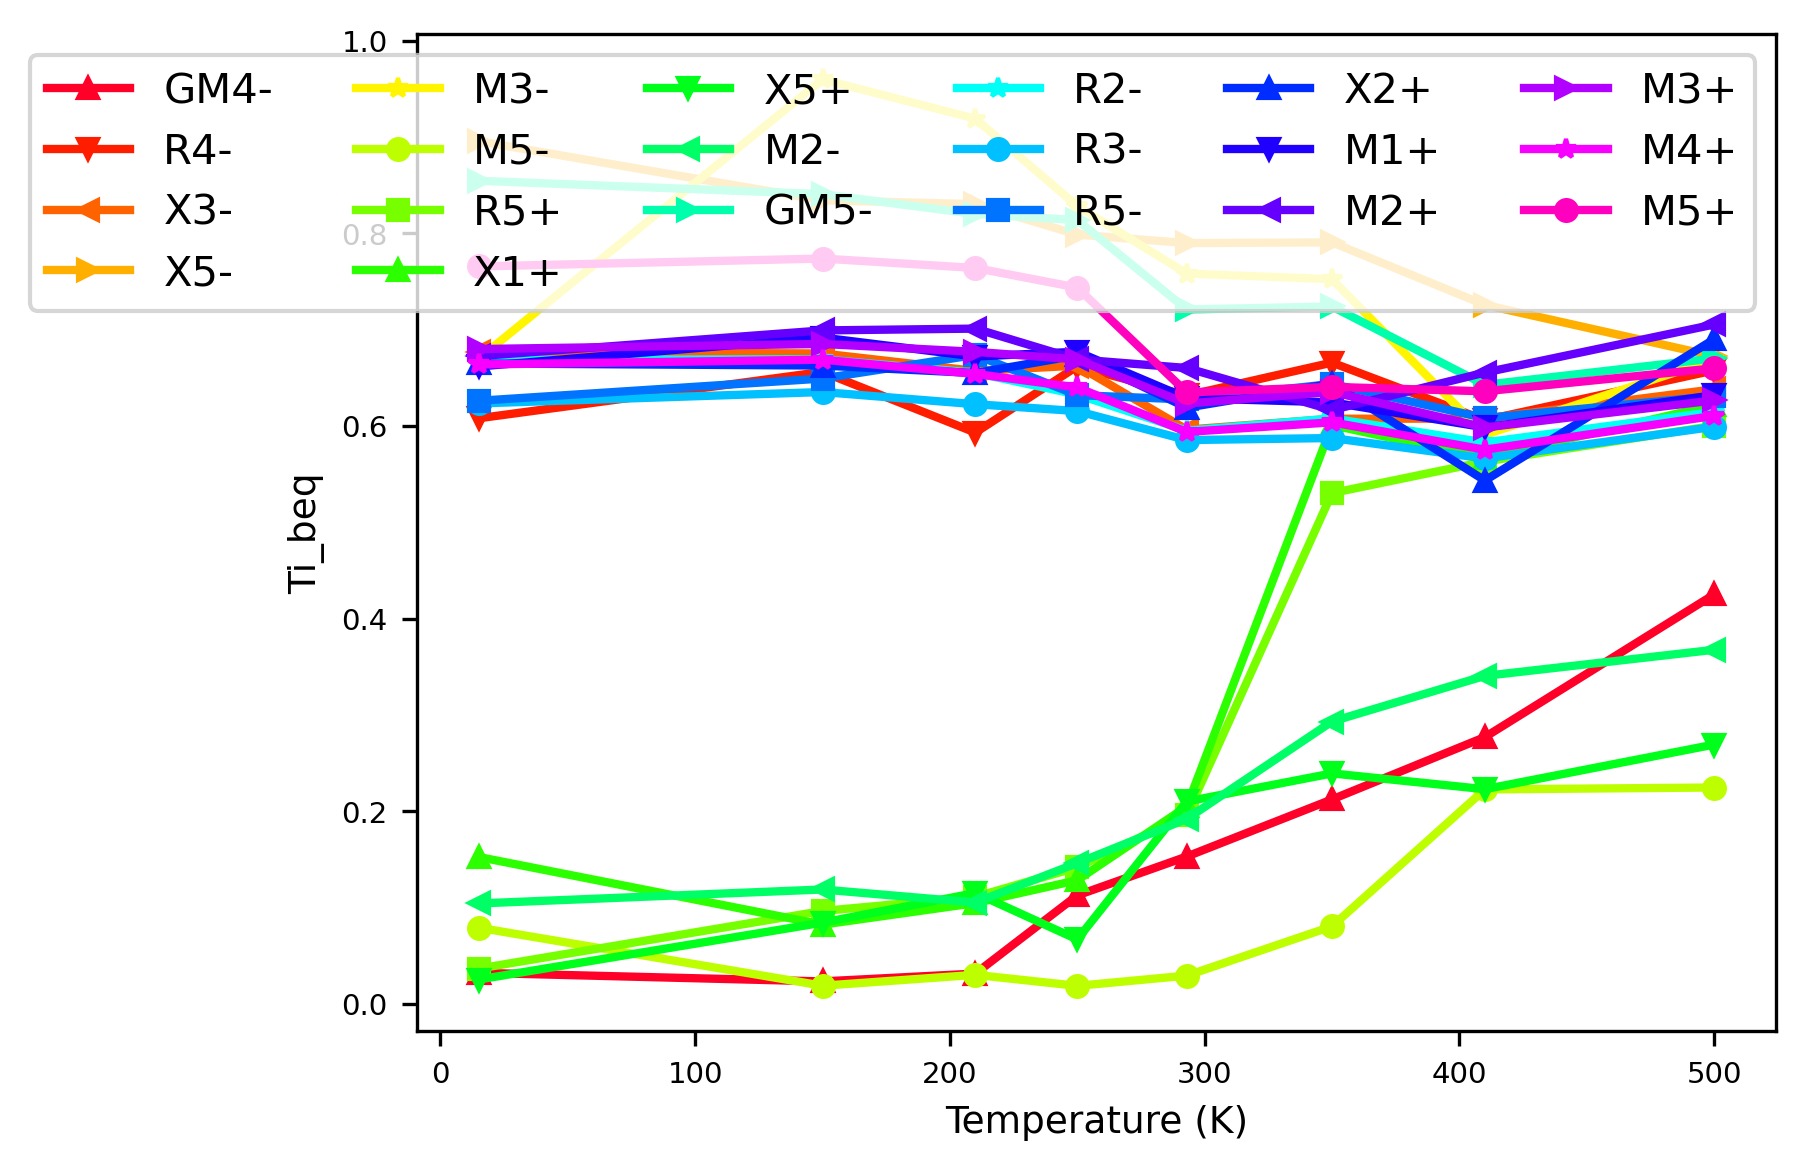 1.0
GM4- M3- X5+ R2- X2+ M3+
R4- M5- M2- R3- M1+ M4+
X3- R5+ GM5- R5- M2+ M5+
0.8
X5- X1+
0.6
Ti_beq
0.4
0.2
0.0
0 100 200 300 400 500
Temperature (K)